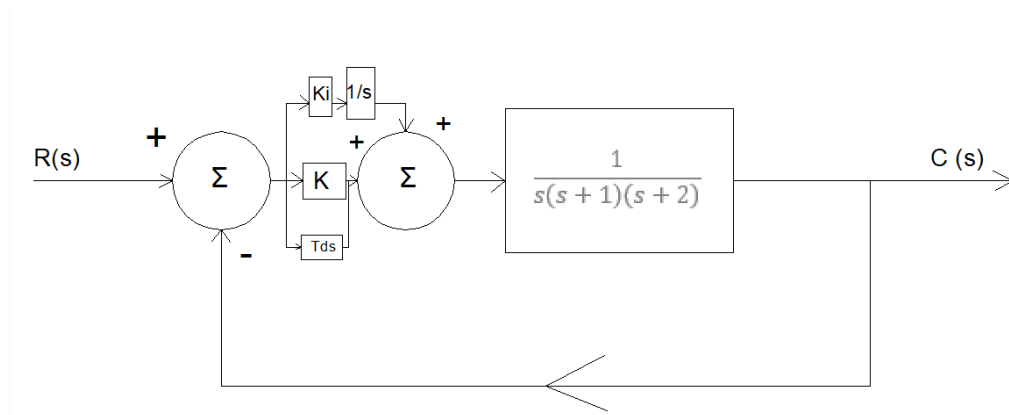 Ki
1/s
+
+
+
R(s)
Σ
K
Σ
1
s(s + 1)(s + 2)
C (s)
Tds
-